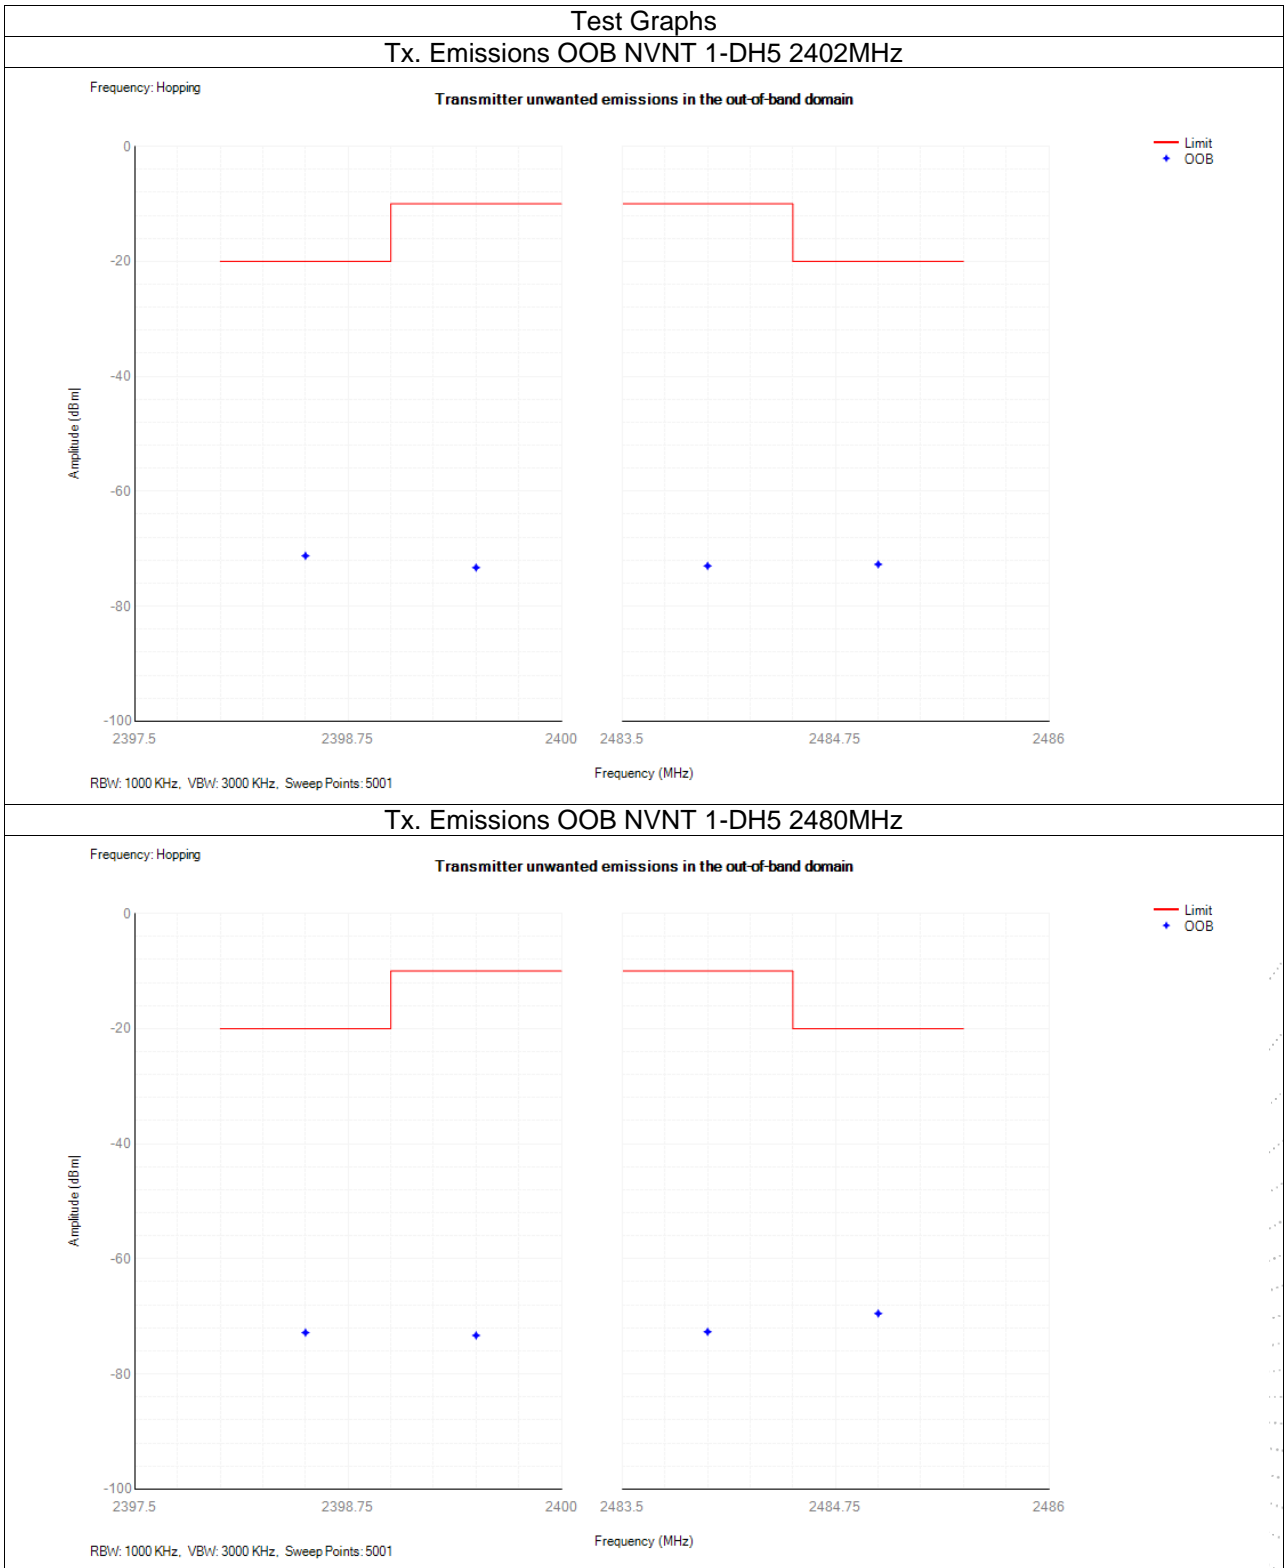 Test Graphs
Tx. Emissions OOB NVNT 1-DH5 2402MHz
Frequency: Hopping
Transmitter unwanted emissions in the out-of-band domain
Limit
OOB
0
-20
-40
-60
-80
-100
Amplitude (dBm)
2397.5 2398.75 2400 2483.5 2484.75 2486
Frequency (MHz)
RBW: 1000 KHz, VBW: 3000 KHz, Sweep Points: 5001
Tx. Emissions OOB NVNT 1-DH5 2480MHz
Frequency: Hopping
Transmitter unwanted emissions in the out-of-band domain
Limit
OOB
0
-20
-40
-60
-80
-100
Amplitude (dBm)
2397.5 2398.75 2400 2483.5 2484.75 2486
Frequency (MHz)
RBW: 1000 KHz, VBW: 3000 KHz, Sweep Points: 5001